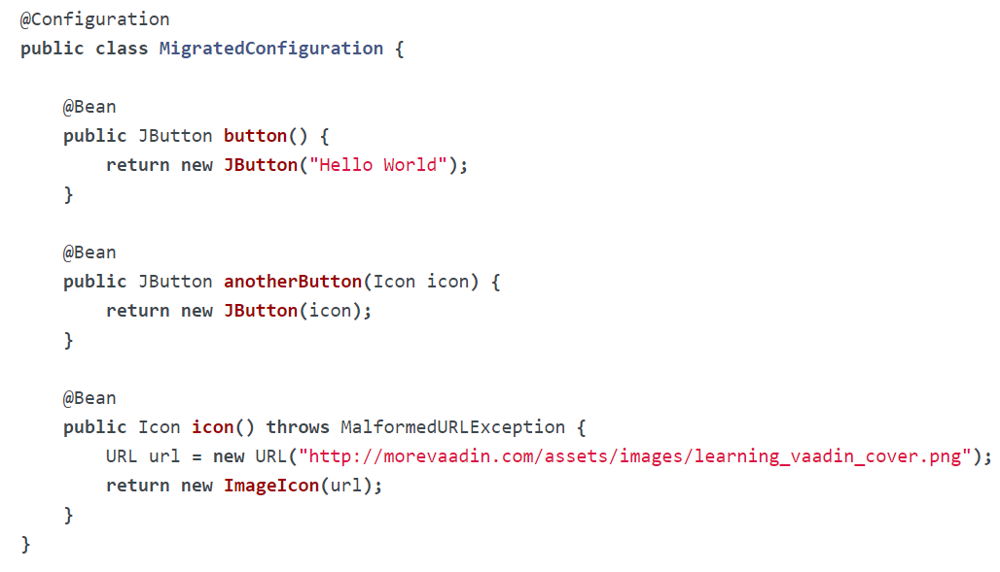 @Configuration
public class MigratedConfiguration {
@Bean
public JButton button() {
return new JButton("Hello World");
}
@Bean
public JButton anotherButton(Icon icon) {
return new JButton(icon);
}
@Bean
public Icon icon() throws MalformedURLException {
URL url = new URL("http://morevaadin.com/assets/images/learning_vaadin_cover.png");
return new ImageIcon(url);
}
}